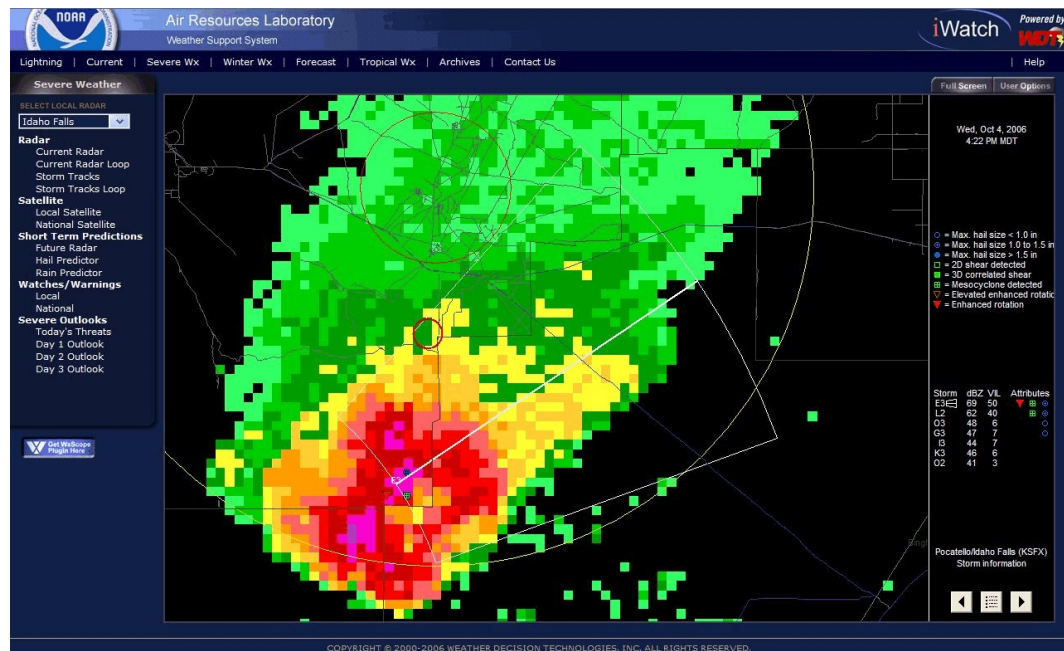 NOAA
Air Resources Laboratory
Weather Support System
iWatch
Powered by
WDT
Lightning | Current | Severe Wx | Winter Wx | Forecast | Tropical Wx | Archives | Contact Us | Help
Severe Weather
Full Screen User Options
SELECT LOCAL RADAR
Idaho Falls
Radar
Current Radar
Current Radar Loop
Storm Tracks
Storm Tracks Loop
Satellite
Local Satellite
National Satellite
Short Term Predictions
Future Radar
Hail Predictor
Rain Predictor
Watches/Warnings
Local
National
Severe Outlooks
Today's Threats
Day 1 Outlook
Day 2 Outlook
Day 3 Outlook
Get WxScope
Plugin Here
E3
Wed, Oct 4, 2006
4:22 PM MDT
= Max. hail size < 1.0 in
= Max. hail size 1.0 to 1.5 in
= Max. hail size > 1.5 in
= 2D shear detected
= 3D correlated shear
= Mesocyclone detected
= Elevated enhanced rotatic
= Enhanced rotation
Storm dBZ VIL Attributes
E3 69 50
L2 62 40
O3 48 6
G3 47 7
I3 44 7
K3 46 6
O2 41 3
Pocatello/Idaho Falls (KSFX)
Storm information
COPYRIGHT © 2000-2006 WEATHER DECISION TECHNOLOGIES, INC. ALL RIGHTS RESERVED.